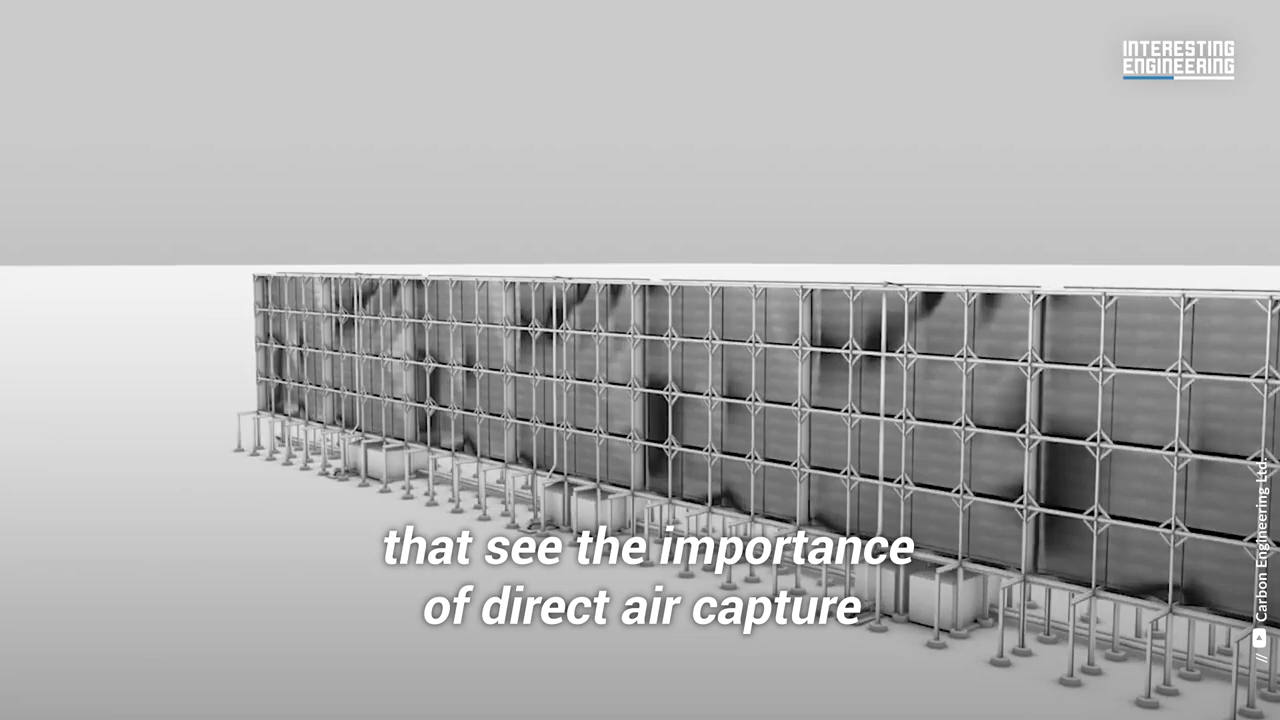 INTERESTING
ENGINEERING
that see the importance
of direct air capture
// Carbon Engineering Ltd.